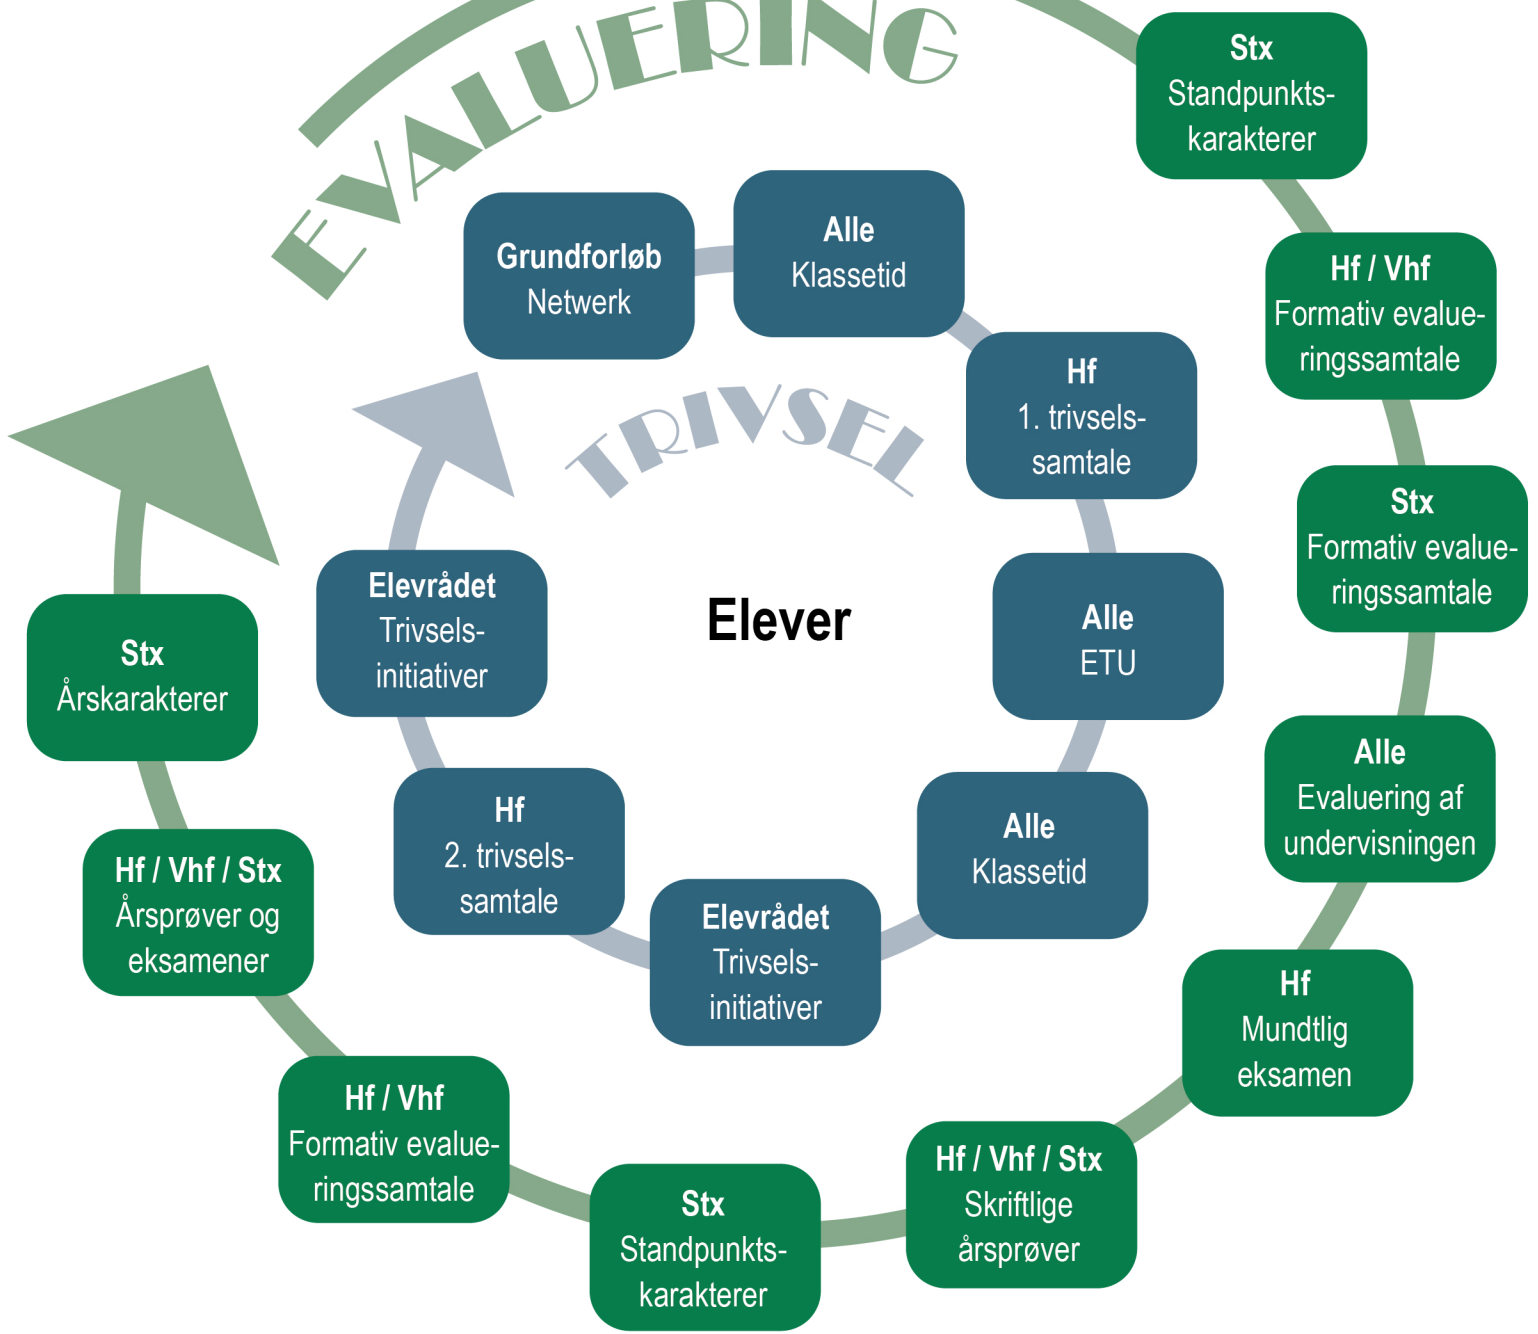 EVALUERING
Stx
Standpunkts-
karakterer
Hf / Vhf
Formativ evalue-
ringssamtale
Stx
Formativ evalue-
ringssamtale
Alle
Evaluering af
undervisningen
Hf
Mundtlig
eksamen
Hf / Vhf / Stx
Skriftlige
årsprøver
Stx
Standpunkts-
karakterer
Hf / Vhf
Formativ evalue-
ringssamtale
Hf / Vhf / Stx
Årsprøver og
eksamener
Stx
Årskarakterer
TRIVSEL
Grundforløb
Netwerk
Alle
Klassetid
Hf
1. trivsels-
samtale
Alle
ETU
Alle
Klassetid
Elevrådet
Trivsels-
initiativer
Hf
2. trivsels-
samtale
Elevrådet
Trivsels-
initiativer
Elever